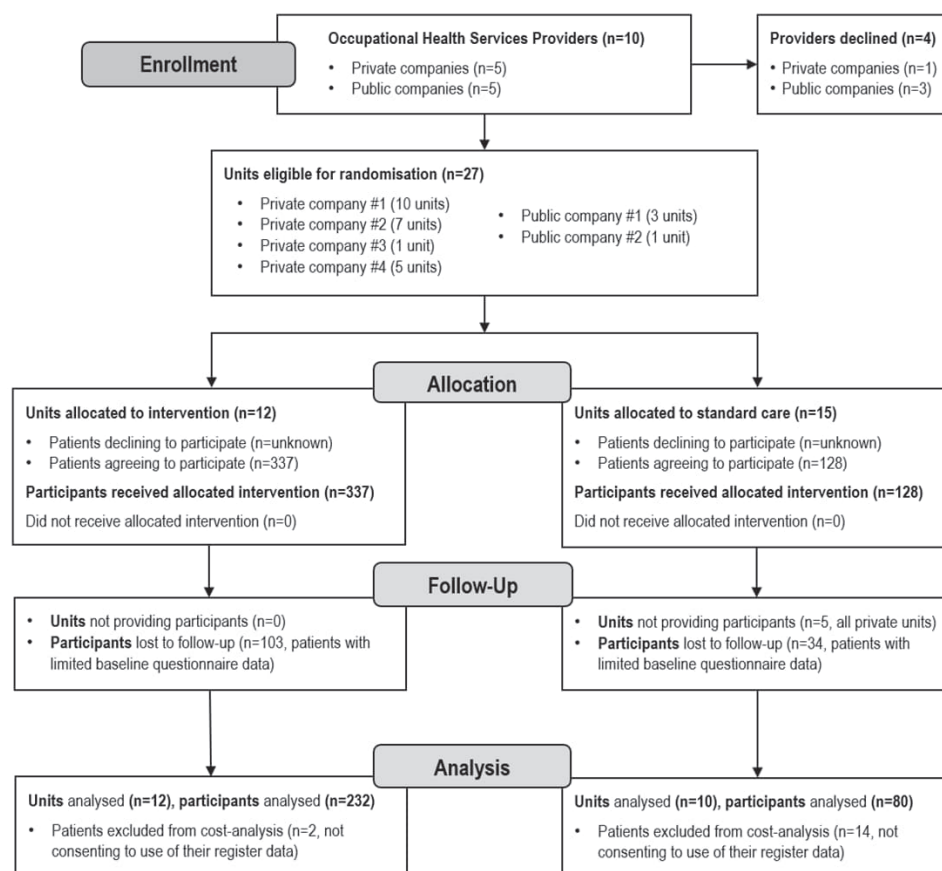 Enrollment
Occupational Health Services Providers (n=10)
• Private companies (n=5)
• Public companies (n=5)
Providers declined (n=4)
• Private companies (n=1)
• Public companies (n=3)
Units eligible for randomisation (n=27)
• Private company #1 (10 units)
• Private company #2 (7 units)
• Private company #3 (1 unit)
• Private company #4 (5 units)
• Public company #1 (3 units)
• Public company #2 (1 unit)
Allocation
Units allocated to intervention (n=12)
• Patients declining to participate (n=unknown)
• Patients agreeing to participate (n=337)
Participants received allocated intervention (n=337)
Did not receive allocated intervention (n=0)
Units allocated to standard care (n=15)
• Patients declining to participate (n=unknown)
• Patients agreeing to participate (n=128)
Participants received allocated intervention (n=128)
Did not receive allocated intervention (n=0)
Follow-Up
• Units not providing participants (n=0)
• Participants lost to follow-up (n=103, patients with
limited baseline questionnaire data)
• Units not providing participants (n=5, all private units)
• Participants lost to follow-up (n=34, patients with
limited baseline questionnaire data)
Analysis
Units analysed (n=12), participants analysed (n=232)
• Patients excluded from cost-analysis (n=2, not
consenting to use of their register data)
Units analysed (n=10), participants analysed (n=80)
• Patients excluded from cost-analysis (n=14, not
consenting to use of their register data)